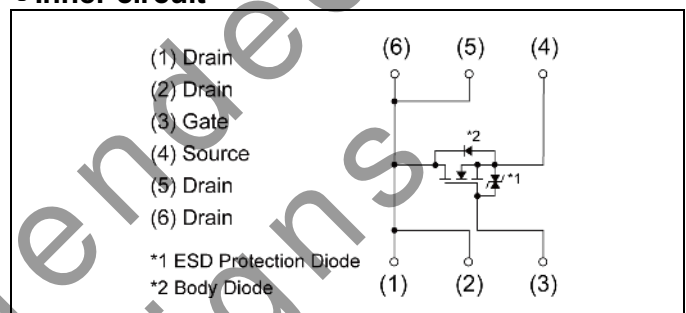 Inner circuit
(1) Drain
(2) Drain
(3) Gate
(4) Source
(5) Drain
(6) Drain
*1 ESD Protection Diode
*2 Body Diode
(6) (5) (4)
*2
*1
(1) (2) (3)